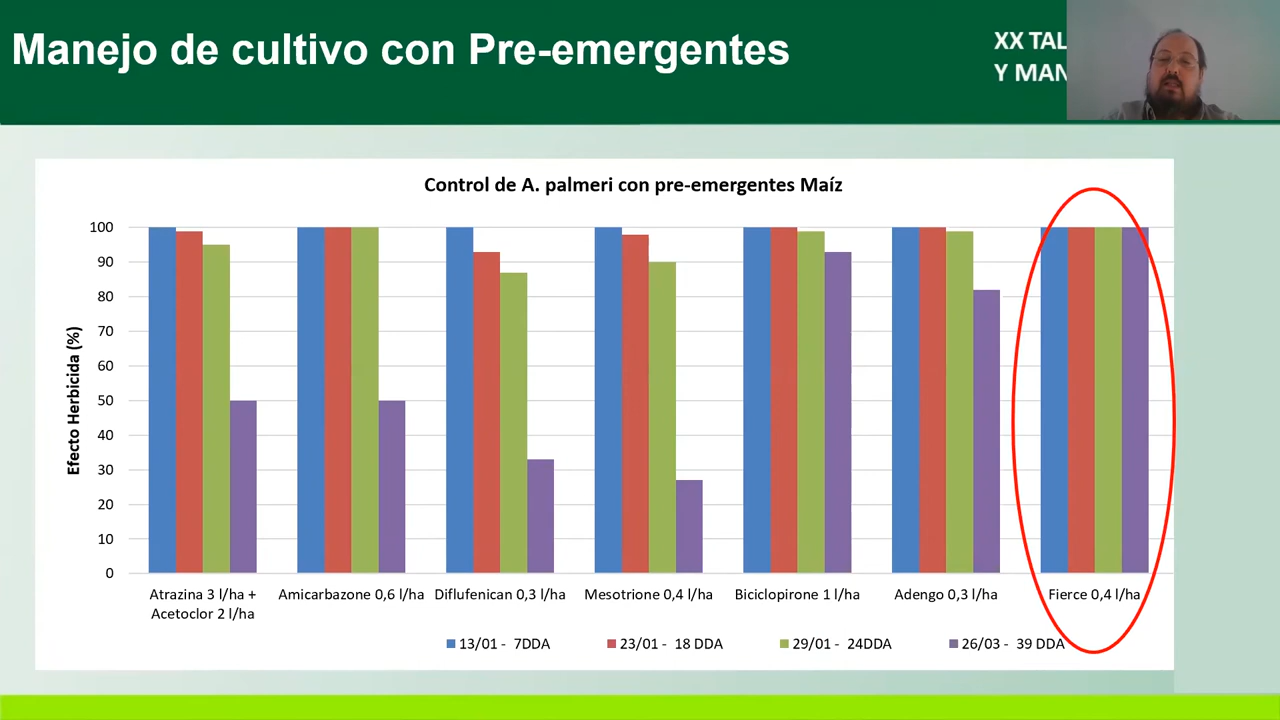 Manejo de cultivo con Pre-emergentes
XX TAL
Y MAN
Control de A. palmeri con pre-emergentes Maíz
Efecto Herbicida (%)
100
90
80
70
60
50
40
30
20
10
0
Atrazina 3 l/ha + Acetoclor 2 l/ha
Amicarbazone 0,6 l/ha
Diflufenican 0,3 l/ha
Mesotrione 0,4 l/ha
Biciclopirone 1 l/ha
Adengo 0,3 l/ha
Fierce 0,4 l/ha
13/01 - 7DDA
23/01 - 18 DDA
29/01 - 24DDA
26/03 - 39 DDA